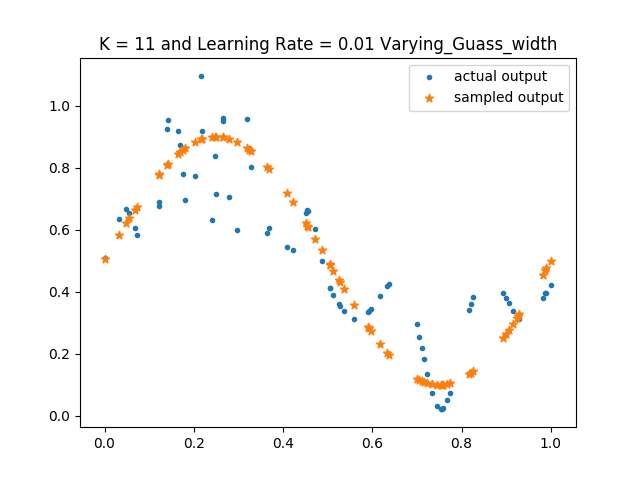 K = 11 and Learning Rate = 0.01 Varying_Guass_width
actual output
sampled output
1.0
0.8
0.6
0.4
0.2
0.0
0.0 0.2 0.4 0.6 0.8 1.0